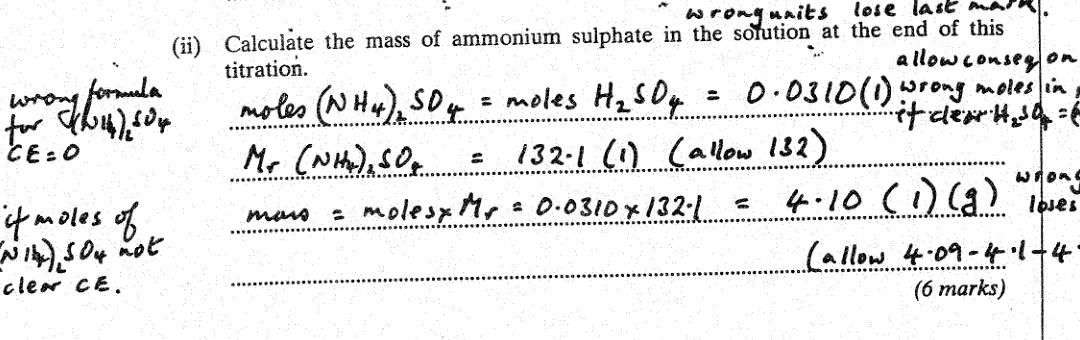 wrong units lose last mark.
(ii) Calculate the mass of ammonium sulphate in the solution at the end of this
titration.
allow conseq on
wrong moles in
if clear H₂SO₄ =
wrong formula
for (NH₄)₂SO₄
CE=0
moles (NH₄)₂SO₄ = moles H₂SO₄ = 0.0310(1)
Mr (NH₄)₂SO₄ = 132.1 (1) (allow 132)
mass = moles x Mr = 0.0310 x 132.1 = 4.10 (1) (g)
wrong
loses
if moles of
(NH₄)₂SO₄ not
clear CE.
(allow 4.09-4.1-4.
(6 marks)